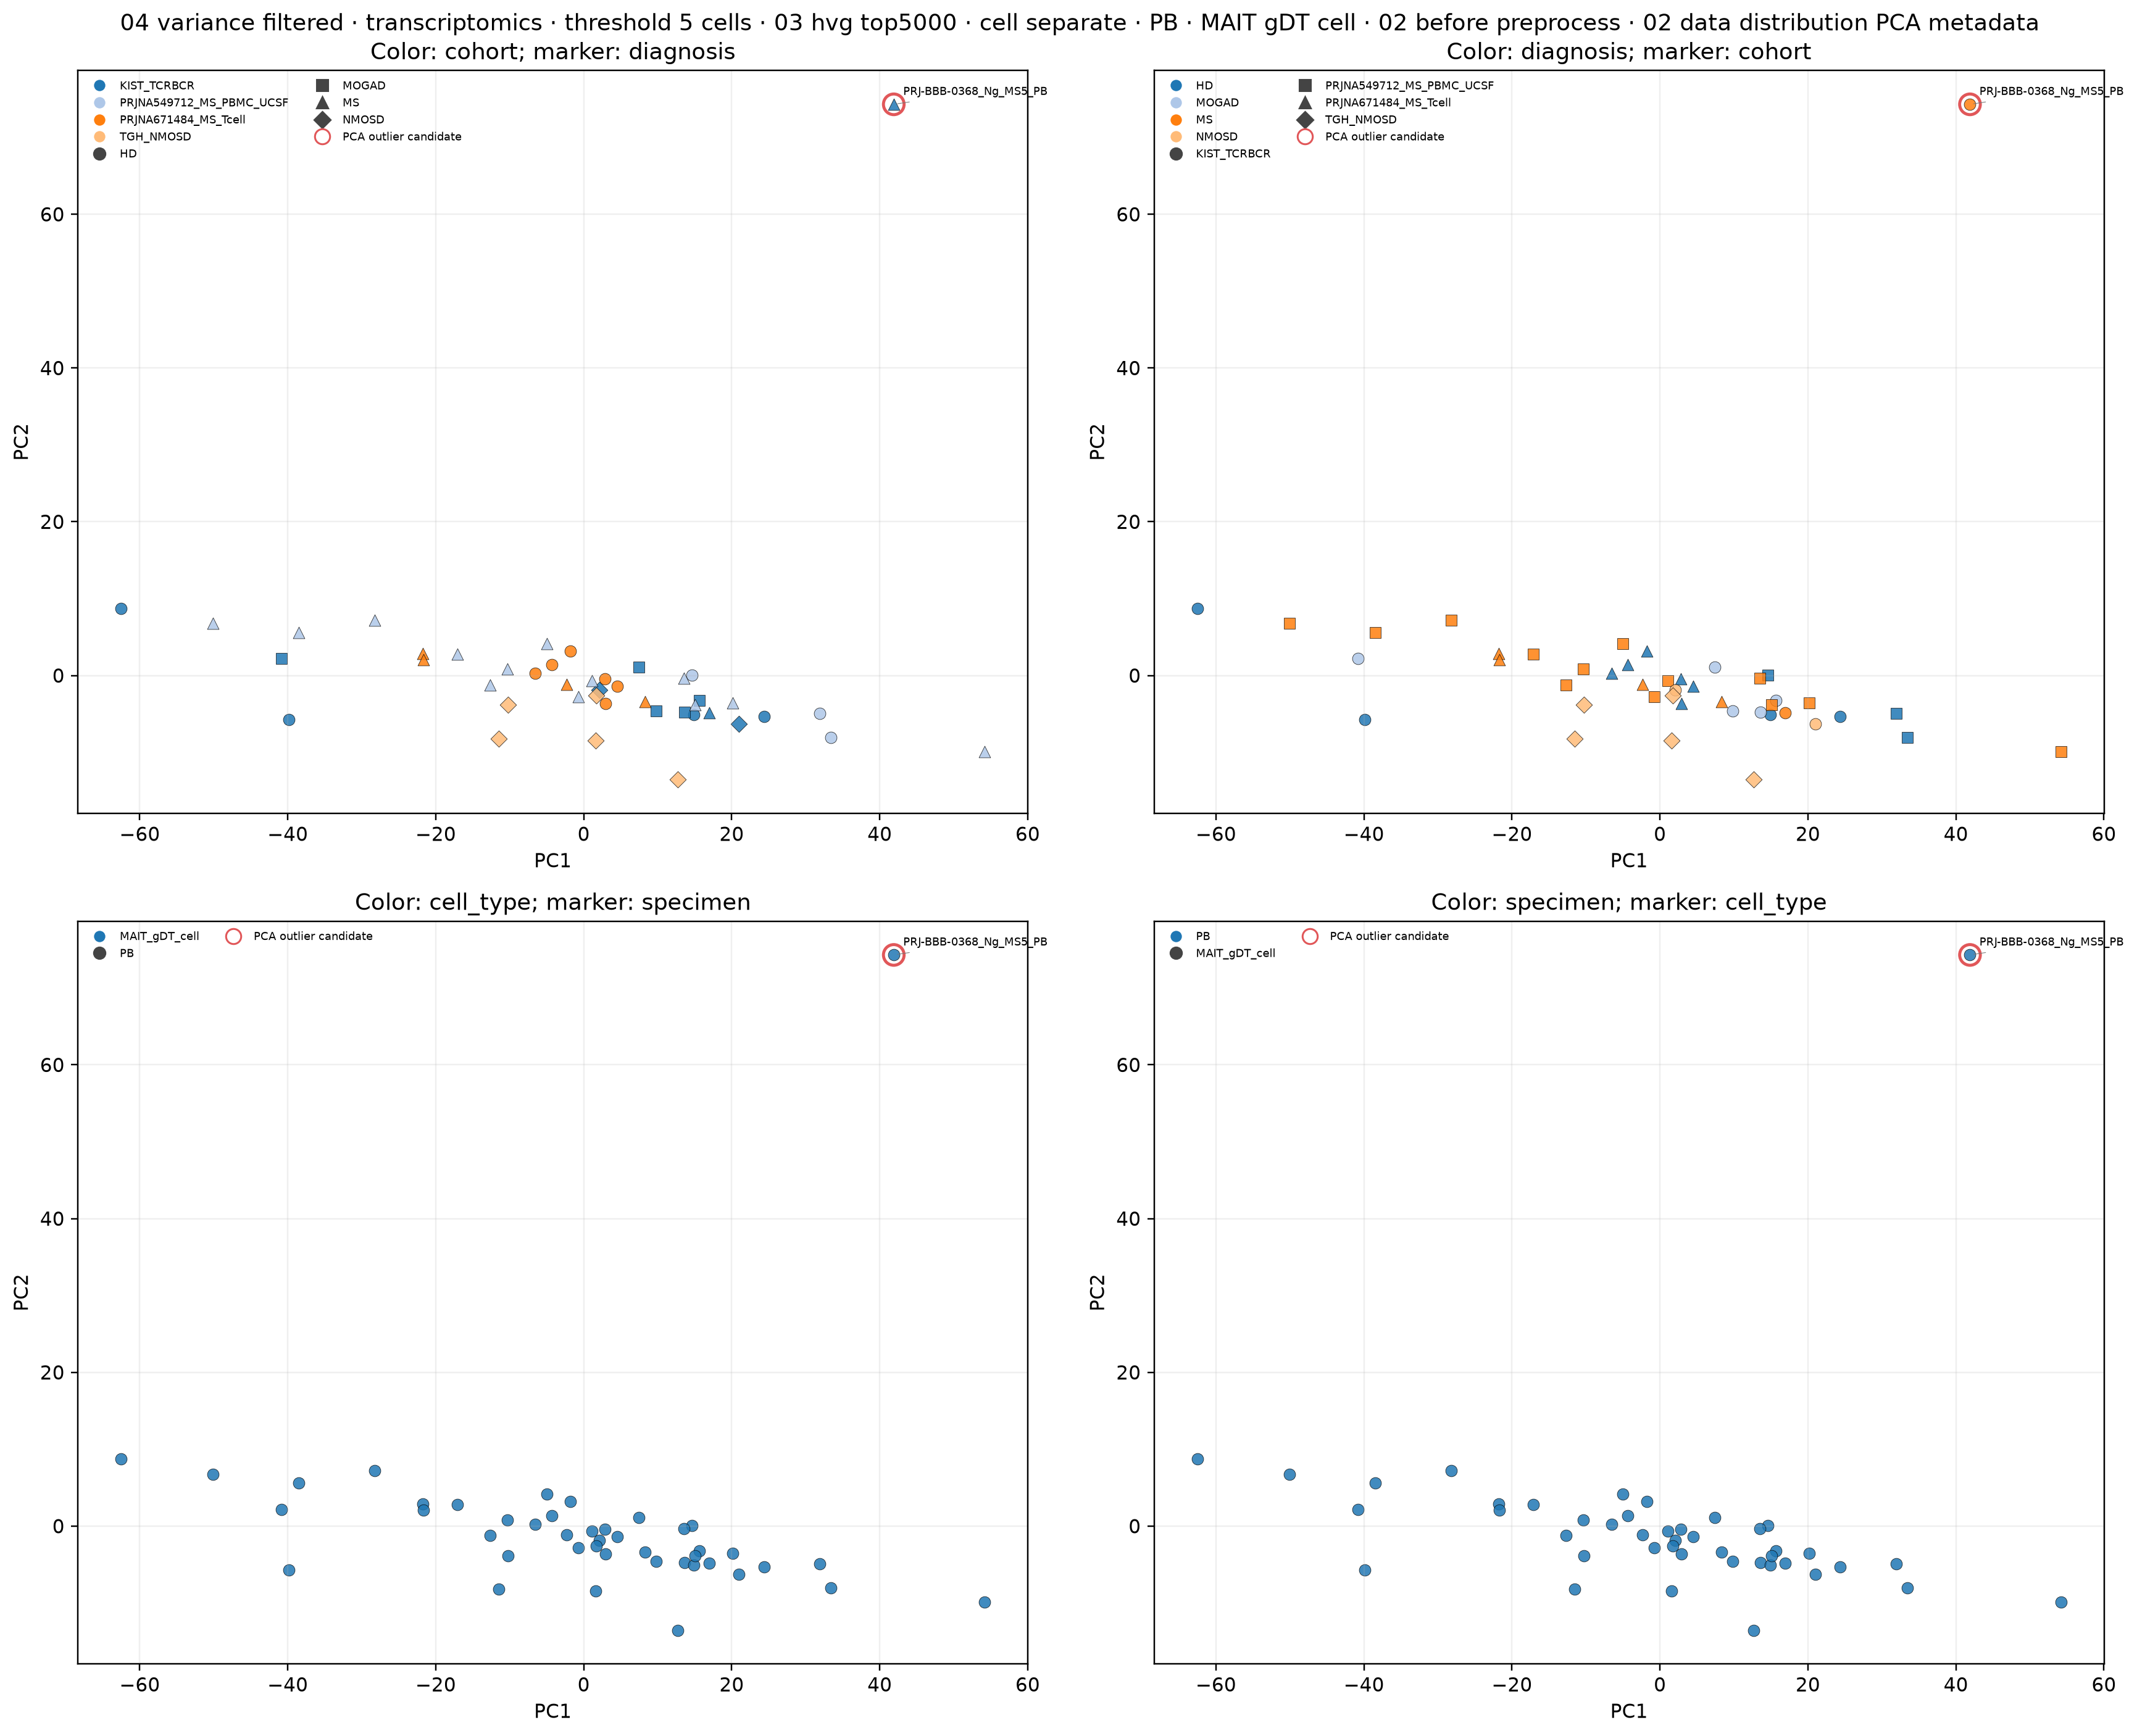 04 variance filtered · transcriptomics · threshold 5 cells · 03 hvg top5000 · cell separate · PB · MAIT gDT cell · 02 before preprocess · 02 data distribution PCA metadata
Color: cohort; marker: diagnosis
KIST_TCRBCR
PRJNA549712_MS_PBMC_UCSF
PRJNA671484_MS_Tcell
TGH_NMOSD
HD
MOGAD
MS
NMOSD
PCA outlier candidate
PRJ-BBB-0368_Ng_MS5_PB
60
40
20
0
PC2
−60
−40
−20
0
20
40
60
PC1
Color: diagnosis; marker: cohort
HD
MOGAD
MS
NMOSD
KIST_TCRBCR
PRJNA549712_MS_PBMC_UCSF
PRJNA671484_MS_Tcell
TGH_NMOSD
PCA outlier candidate
PRJ-BBB-0368_Ng_MS5_PB
60
40
20
0
PC2
−60
−40
−20
0
20
40
60
PC1
Color: cell_type; marker: specimen
MAIT_gDT_cell
PB
PCA outlier candidate
PRJ-BBB-0368_Ng_MS5_PB
60
40
20
0
PC2
−60
−40
−20
0
20
40
60
PC1
Color: specimen; marker: cell_type
PB
MAIT_gDT_cell
PCA outlier candidate
PRJ-BBB-0368_Ng_MS5_PB
60
40
20
0
PC2
−60
−40
−20
0
20
40
60
PC1